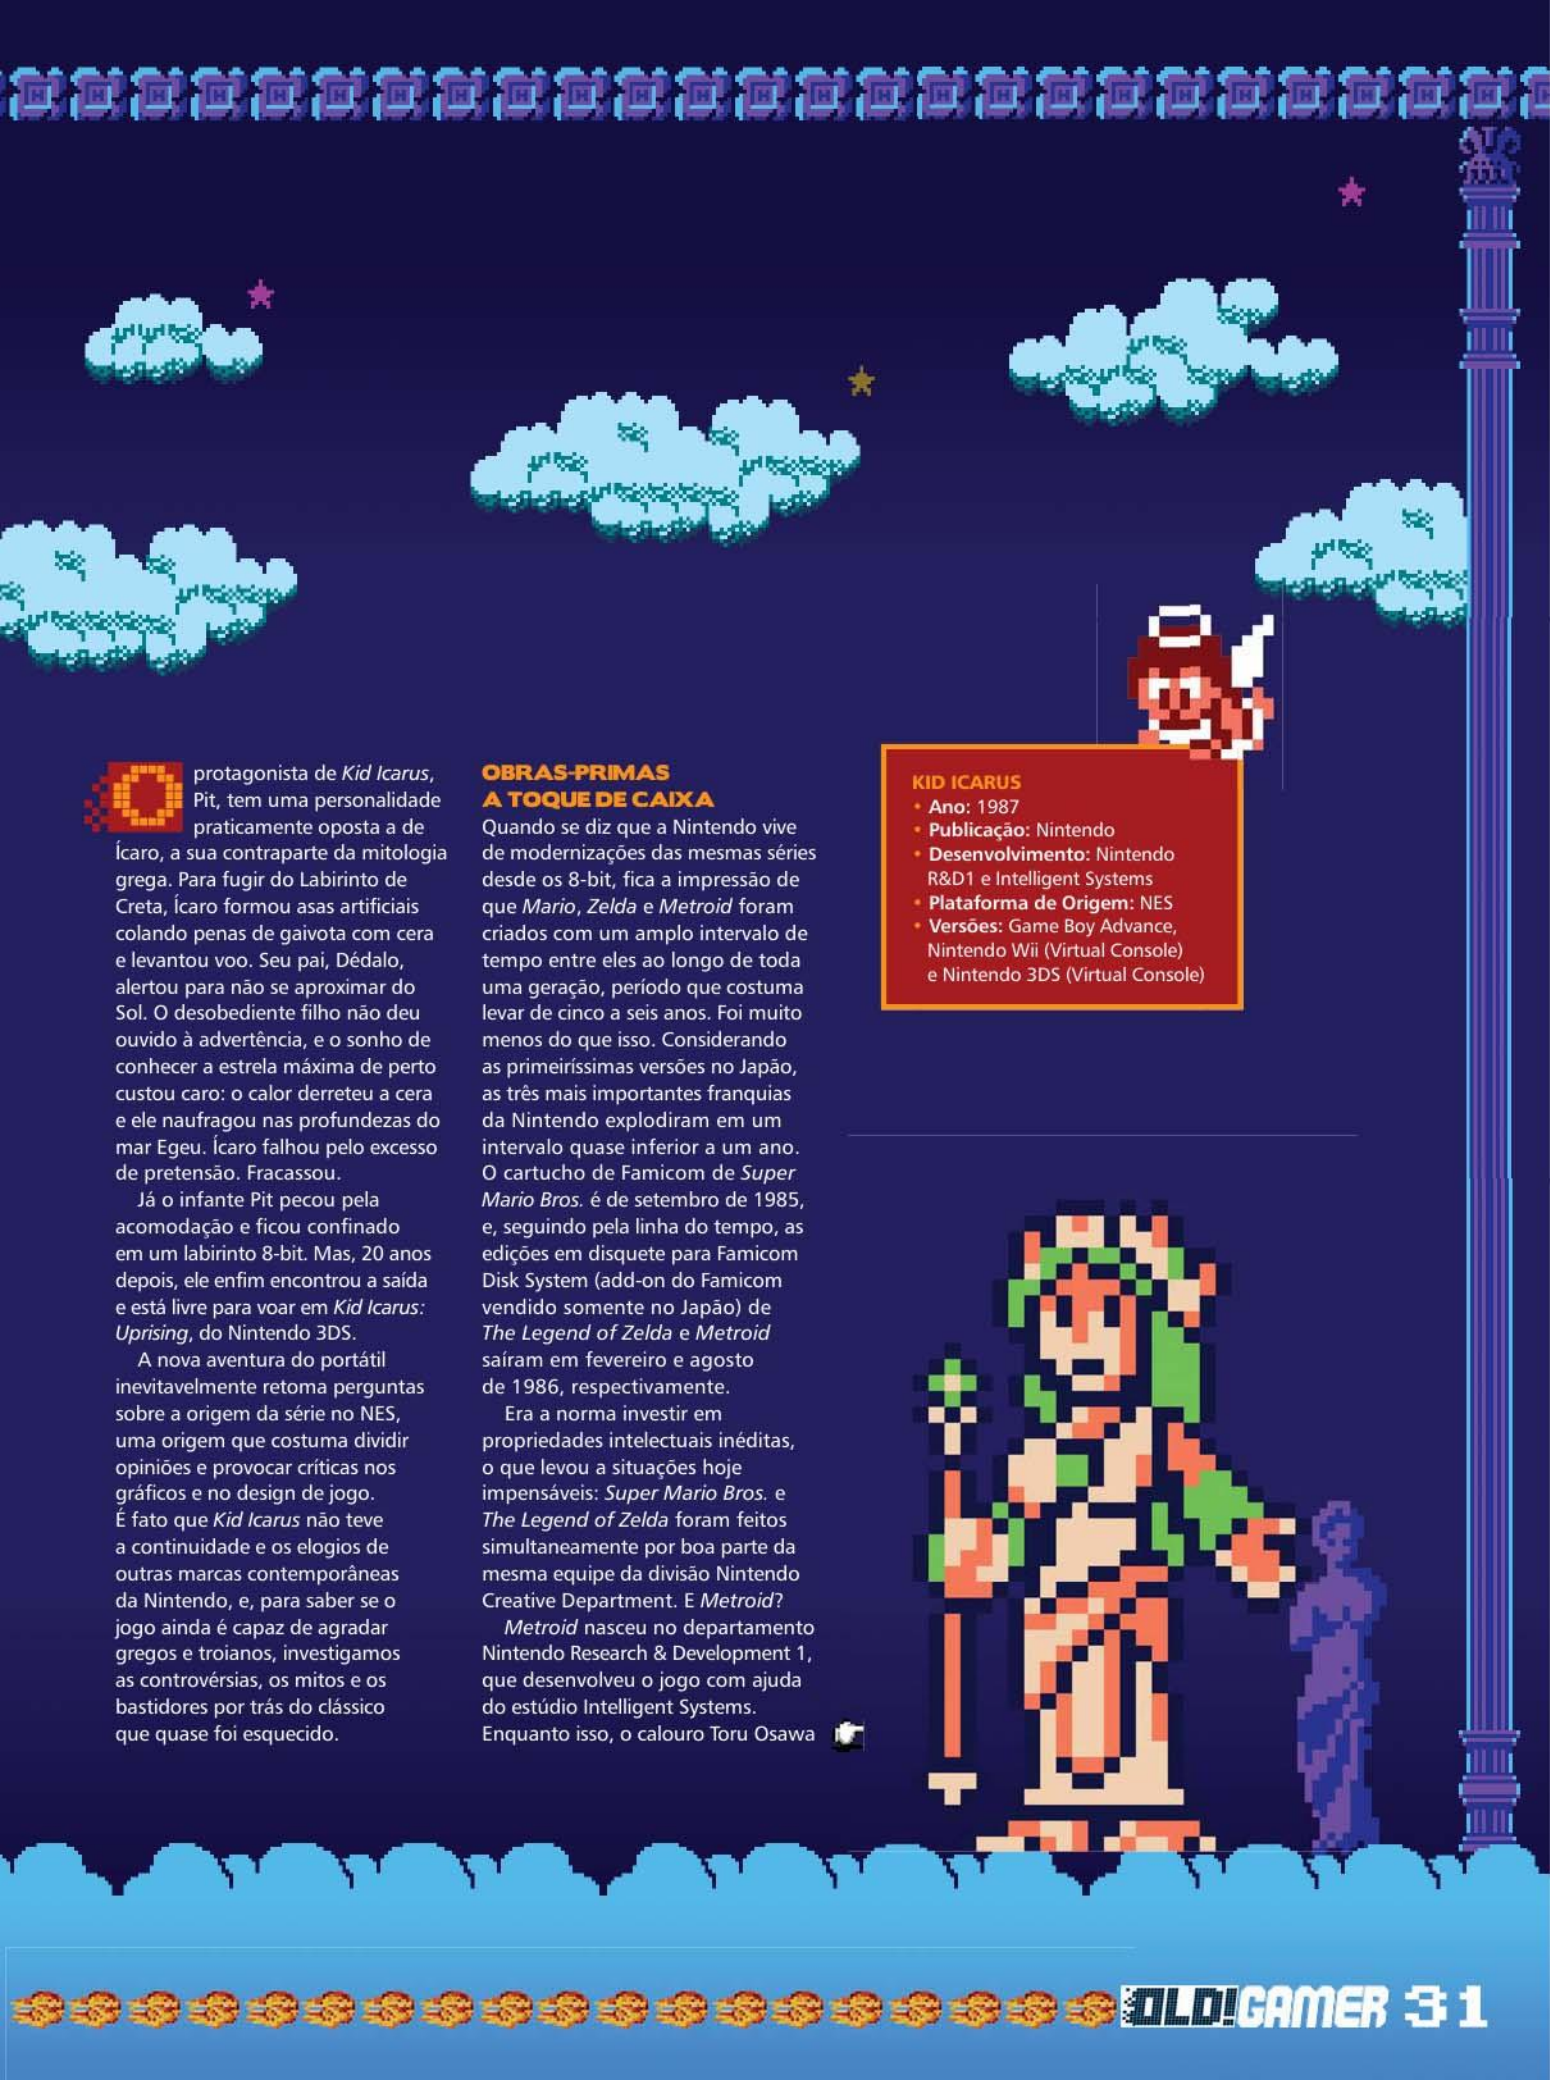 O protagonista de Kid Icarus,
Pit, tem uma personalidade
praticamente oposta a de
Ícaro, a sua contraparte da mitologia
grega. Para fugir do Labirinto de
Creta, Ícaro formou asas artificiais
colando penas de gaivota com cera
e levantou voo. Seu pai, Dédalo,
alertou para não se aproximar do
Sol. O desobediente filho não deu
ouvido à advertência, e o sonho de
conhecer a estrela máxima de perto
custou caro: o calor derreteu a cera
e ele naufragou nas profundezas do
mar Egeu. Ícaro falhou pelo excesso
de pretensão. Fracassou.
Já o infante Pit pecou pela
acomodação e ficou confinado
em um labirinto 8-bit. Mas, 20 anos
depois, ele enfim encontrou a saída
e está livre para voar em Kid Icarus:
Uprising, do Nintendo 3DS.
A nova aventura do portátil
inevitavelmente retoma perguntas
sobre a origem da série no NES,
uma origem que costuma dividir
opiniões e provocar críticas nos
gráficos e no design de jogo.
É fato que Kid Icarus não teve
a continuidade e os elogios de
outras marcas contemporâneas
da Nintendo, e, para saber se o
jogo ainda é capaz de agradar
gregos e troianos, investigamos
as controvérsias, os mitos e os
bastidores por trás do clássico
que quase foi esquecido.
OBRAS-PRIMAS
A TOQUE DE CAIXA
Quando se diz que a Nintendo vive
de modernizações das mesmas séries
desde os 8-bit, fica a impressão de
que Mario, Zelda e Metroid foram
criados com um amplo intervalo de
tempo entre eles ao longo de toda
uma geração, período que costuma
levar de cinco a seis anos. Foi muito
menos do que isso. Considerando
as primeiríssimas versões no Japão,
as três mais importantes franquias
da Nintendo explodiram em um
intervalo quase inferior a um ano.
O cartucho de Famicom de Super
Mario Bros. é de setembro de 1985,
e, seguindo pela linha do tempo, as
edições em disquete para Famicom
Disk System (add-on do Famicom
vendido somente no Japão) de
The Legend of Zelda e Metroid
saíram em fevereiro e agosto
de 1986, respectivamente.
Era a norma investir em
propriedades intelectuais inéditas,
o que levou a situações hoje
impensáveis: Super Mario Bros. e
The Legend of Zelda foram feitos
simultaneamente por boa parte da
mesma equipe da divisão Nintendo
Creative Department. E Metroid?
Metroid nasceu no departamento
Nintendo Research & Development 1,
que desenvolveu o jogo com ajuda
do estúdio Intelligent Systems.
Enquanto isso, o calouro Toru Osawa
KID ICARUS
• Ano: 1987
• Publicação: Nintendo
• Desenvolvimento: Nintendo
R&D1 e Intelligent Systems
• Plataforma de Origem: NES
• Versões: Game Boy Advance,
Nintendo Wii (Virtual Console)
e Nintendo 3DS (Virtual Console)
OLD!GAMER 31